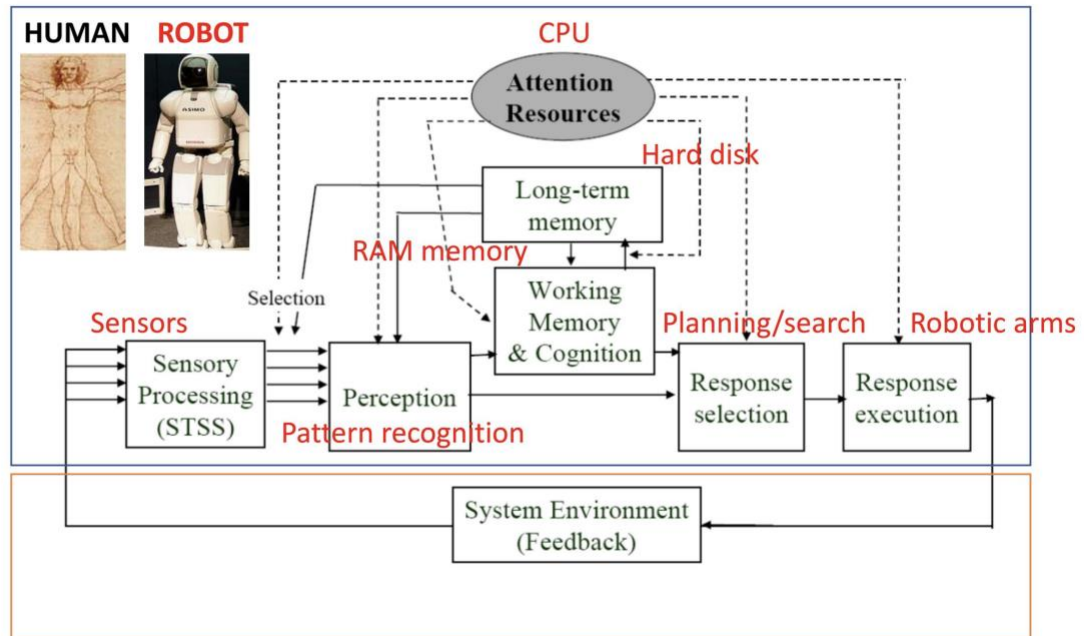 HUMAN ROBOT
CPU
Attention
Resources
ASIMO
Hard disk
Long-term
memory
RAM memory
Selection
Working
Memory
& Cognition
Sensors
Planning/search
Robotic arms
Sensory
Processing
(STSS)
Perception
Pattern recognition
Response
selection
Response
execution
System Environment
(Feedback)